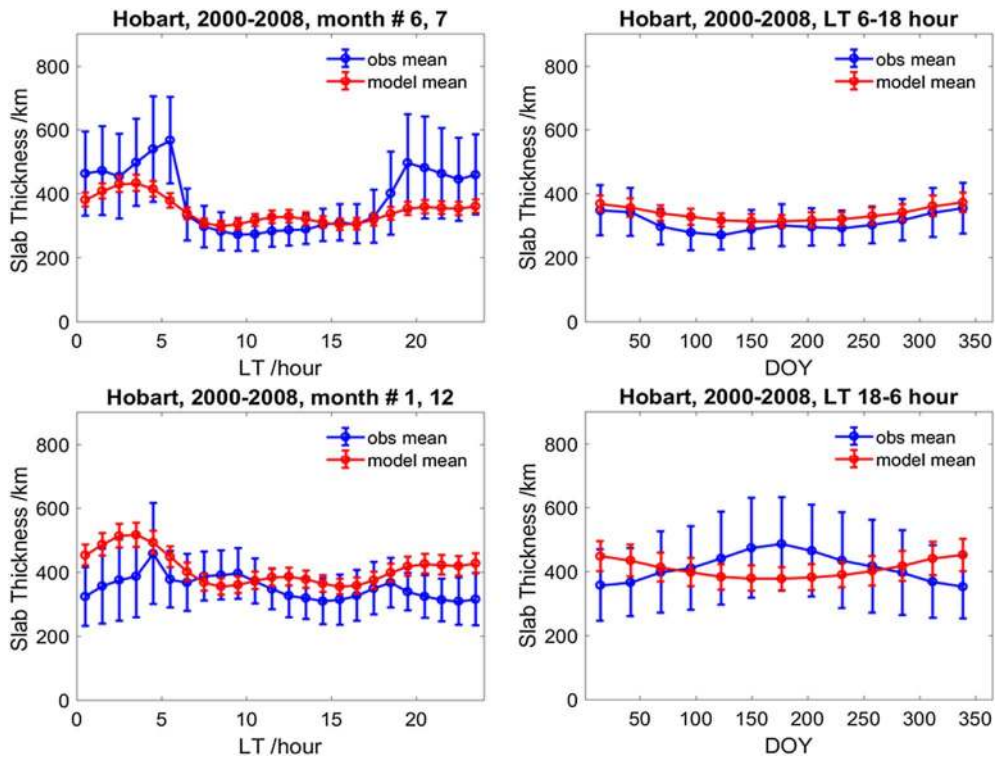 Hobart, 2000-2008, month # 6, 7
800
600
400
200
0
Slab Thickness /km
obs mean
model mean
0 5 10 15 20
LT /hour
Hobart, 2000-2008, LT 6-18 hour
800
600
400
200
0
Slab Thickness /km
obs mean
model mean
50 100 150 200 250 300 350
DOY
Hobart, 2000-2008, month # 1, 12
800
600
400
200
0
Slab Thickness /km
obs mean
model mean
0 5 10 15 20
LT /hour
Hobart, 2000-2008, LT 18-6 hour
800
600
400
200
0
Slab Thickness /km
obs mean
model mean
50 100 150 200 250 300 350
DOY